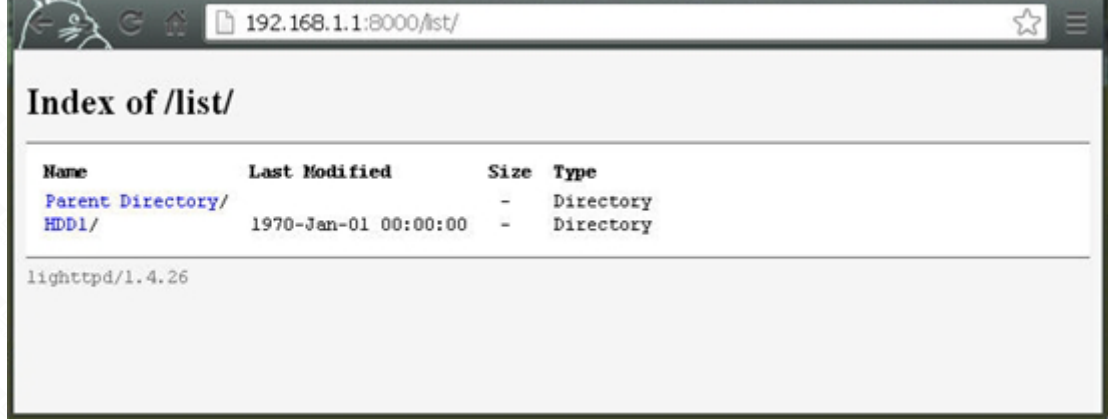 192.168.1.1:8000/list/
Index of /list/
Name Last Modified Size Type
Parent Directory/ - Directory
HDD1/ 1970-Jan-01 00:00:00 - Directory
lighttpd/1.4.26